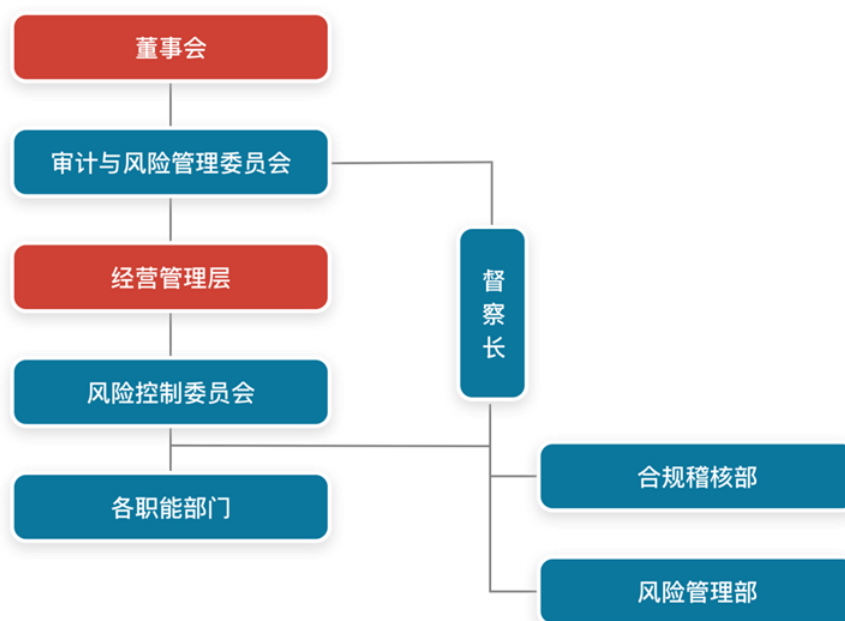 董事会
审计与风险管理委员会
经营管理层
督察长
风险控制委员会
合规稽核部
各职能部门
风险管理部